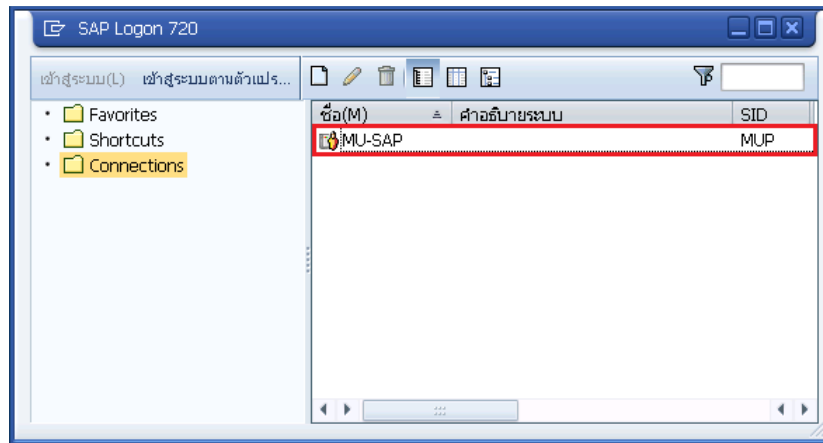 SAP Logon 720
เข้าสู่ระบบ(L) เข้าสู่ระบบตามตัวแปร...
Favorites
Shortcuts
Connections
ชื่อ(M) คำอธิบายระบบ SID
MU-SAP MUP